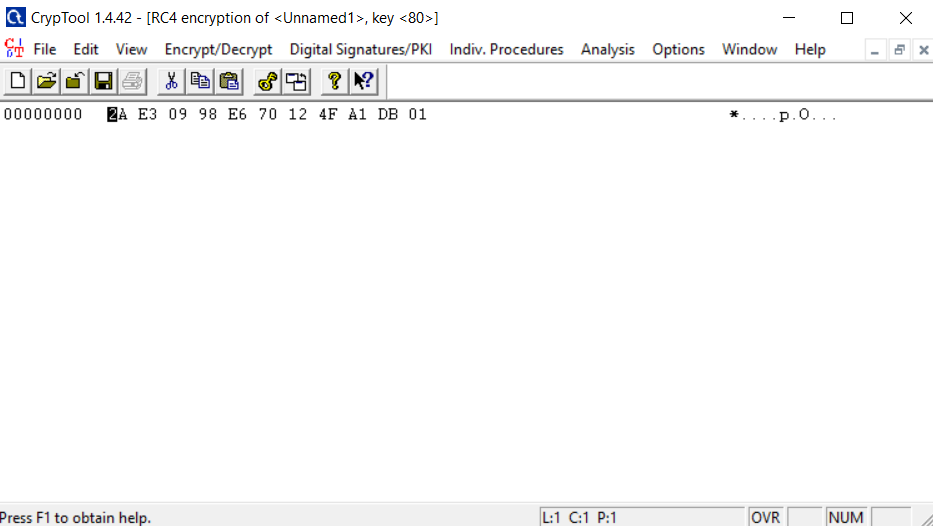 CrypTool 1.4.42 - [RC4 encryption of <Unnamed1>, key <80>]
File Edit View Encrypt/Decrypt Digital Signatures/PKI Indiv. Procedures Analysis Options Window Help
00000000 2A E3 09 98 E6 70 12 4F A1 DB 01 *....p.O...
Press F1 to obtain help. L:1 C:1 P:1 OVR NUM